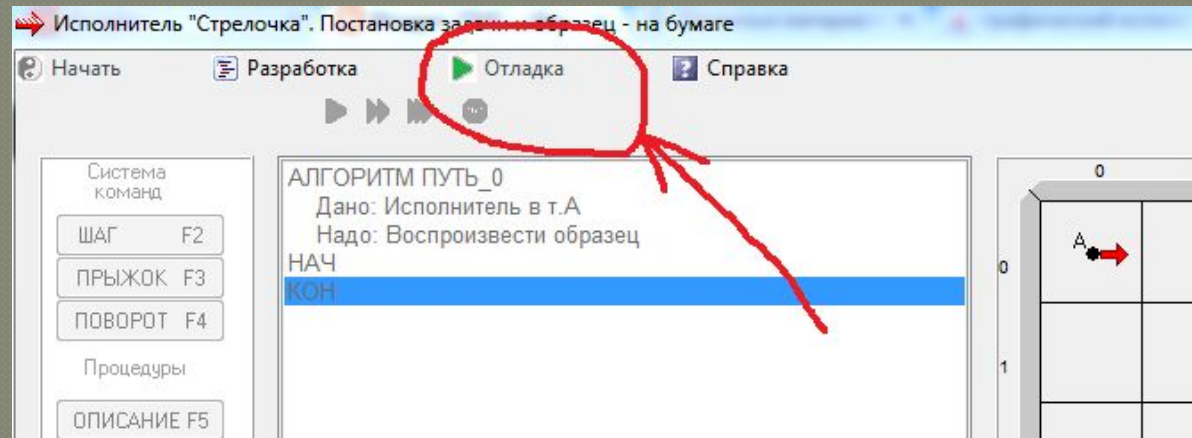 Исполнитель "Стрелочка". Постановка задачи и образец - на бумаге
Начать Разработка Отладка Справка
Система
команд
ШАГ F2
ПРЫЖОК F3
ПОВОРОТ F4
Процедуры
ОПИСАНИЕ F5
АЛГОРИТМ ПУТЬ_0
Дано: Исполнитель в т.А
Надо: Воспроизвести образец
НАЧ
КОН
0
А
0
1